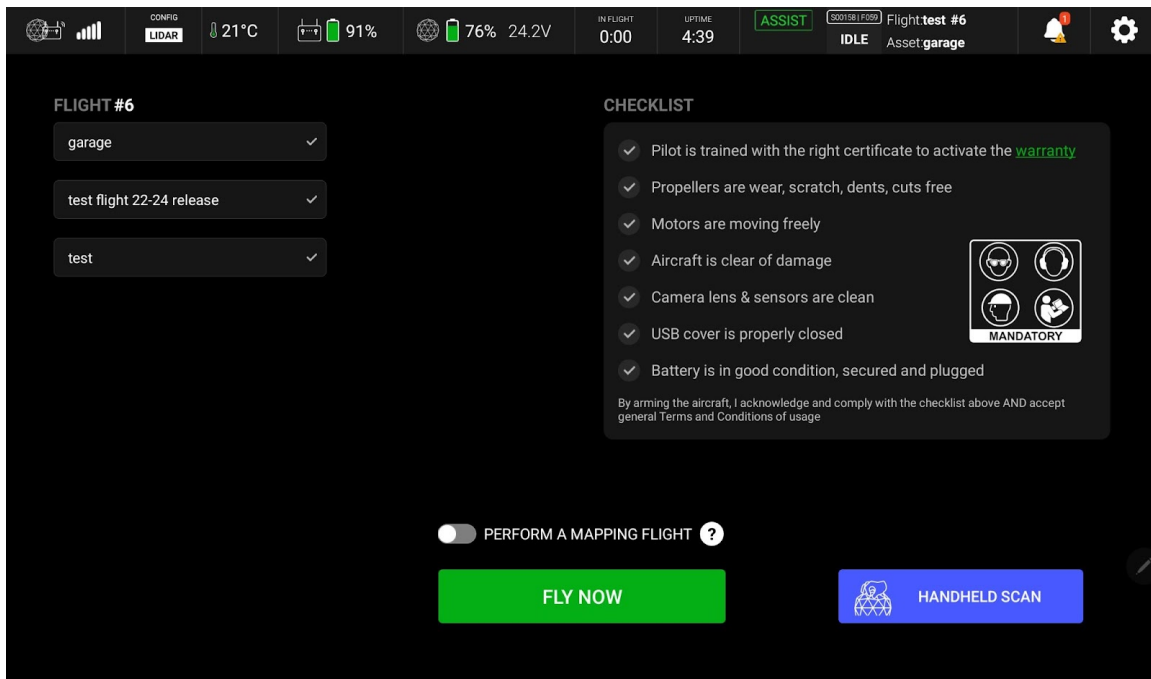 CONFIG
LIDAR
21°C
91%
76% 24.2V
IN FLIGHT
0:00
UPTIME
4:39
ASSIST
S00158 | F059
IDLE
Flight:test #6
Asset:garage
1
FLIGHT #6
garage
test flight 22-24 release
test
CHECKLIST
Pilot is trained with the right certificate to activate the warranty
Propellers are wear, scratch, dents, cuts free
Motors are moving freely
Aircraft is clear of damage
Camera lens & sensors are clean
USB cover is properly closed
Battery is in good condition, secured and plugged
MANDATORY
By arming the aircraft, I acknowledge and comply with the checklist above AND accept
general Terms and Conditions of usage
PERFORM A MAPPING FLIGHT ?
FLY NOW
HANDHELD SCAN